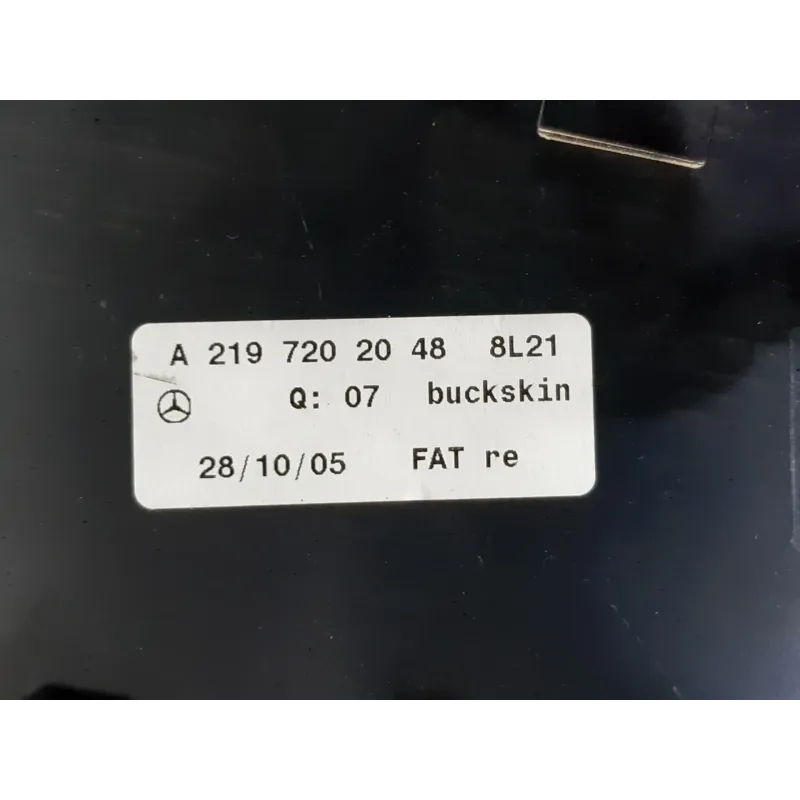 A 219 720 20 48 8L21
Q: 07 buckskin
28/10/05 FAT re